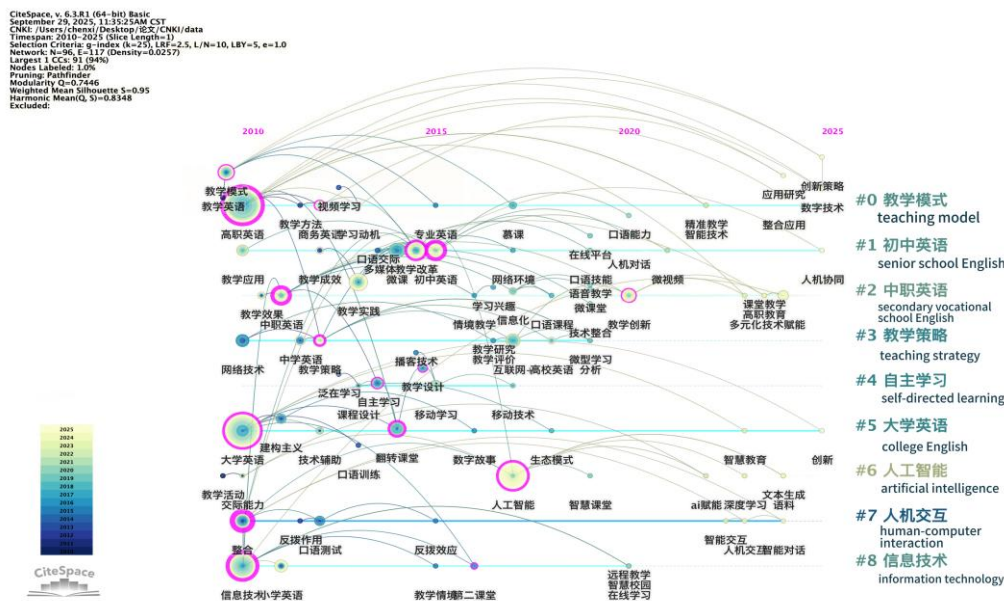 CiteSpace, v. 6.3.R1 (64-bit) Basic
September 29, 2025, 11:35:25AM CST
CNKI: /Users/chenxi/Desktop/论文/CNKI/data
Timespan: 2010-2025 (Slice Length=1)
Selection Criteria: g-index (k=25), LRF=2.5, L/N=10, LBY=5, e=1.0
Network: N=96, E=117 (Density=0.0257)
Largest 1 CCs: 91 (94%)
Nodes Labeled: 1.0%
Pruning: Pathfinder
Modularity Q=0.7446
Weighted Mean Silhouette S=0.95
Harmonic Mean(Q, S)=0.8348
Excluded:
2010 2015 2020 2025
教学模式 应用研究 创新策略
教学英语 视频学习 数字技术
#0 教学模式
teaching model
教学方法 精准教学
高职英语 商务英语 学习动机 专业英语 慕课 口语能力 智能技术 整合应用
#1 初中英语
senior school English
口语交际 在线平台
多媒体 教学改革 人机对话
教学应用 教学成效 微课 初中英语 网络环境 口语技能 微视频 人机协同
#2 中职英语
secondary vocational
school English
语音教学
学习兴趣 微课堂 课堂教学
教学效果 教学实践 高职教育
中职英语 情境教学 信息化 口语课程 教学创新 多元化技术赋能
技术整合
#3 教学策略
teaching strategy
教学研究
中学英语 播客技术 教学评价 微型学习
网络技术 教学策略 互联网+ 高校英语 分析
#4 自主学习
self-directed learning
泛在学习 教学设计
自主学习
课程设计 移动学习 移动技术
#5 大学英语
college English
建构主义
大学英语 技术辅助 翻转课堂 数字故事 生态模式 智慧教育 创新
口语训练
#6 人工智能
artificial intelligence
教学活动 文本生成
交际能力 人工智能 智慧课堂 ai赋能 深度学习 语料
#7 人机交互
human-computer
interaction
反拨作用 智能交互
整合 口语测试 反拨效应 人机交互 智能对话
#8 信息技术
information technology
远程教学
智慧校园
信息技术 小学英语 教学情境 第二课堂 在线学习
2025
2024
2023
2022
2021
2020
2019
2018
2017
2016
2015
2014
2013
2012
CiteSpace